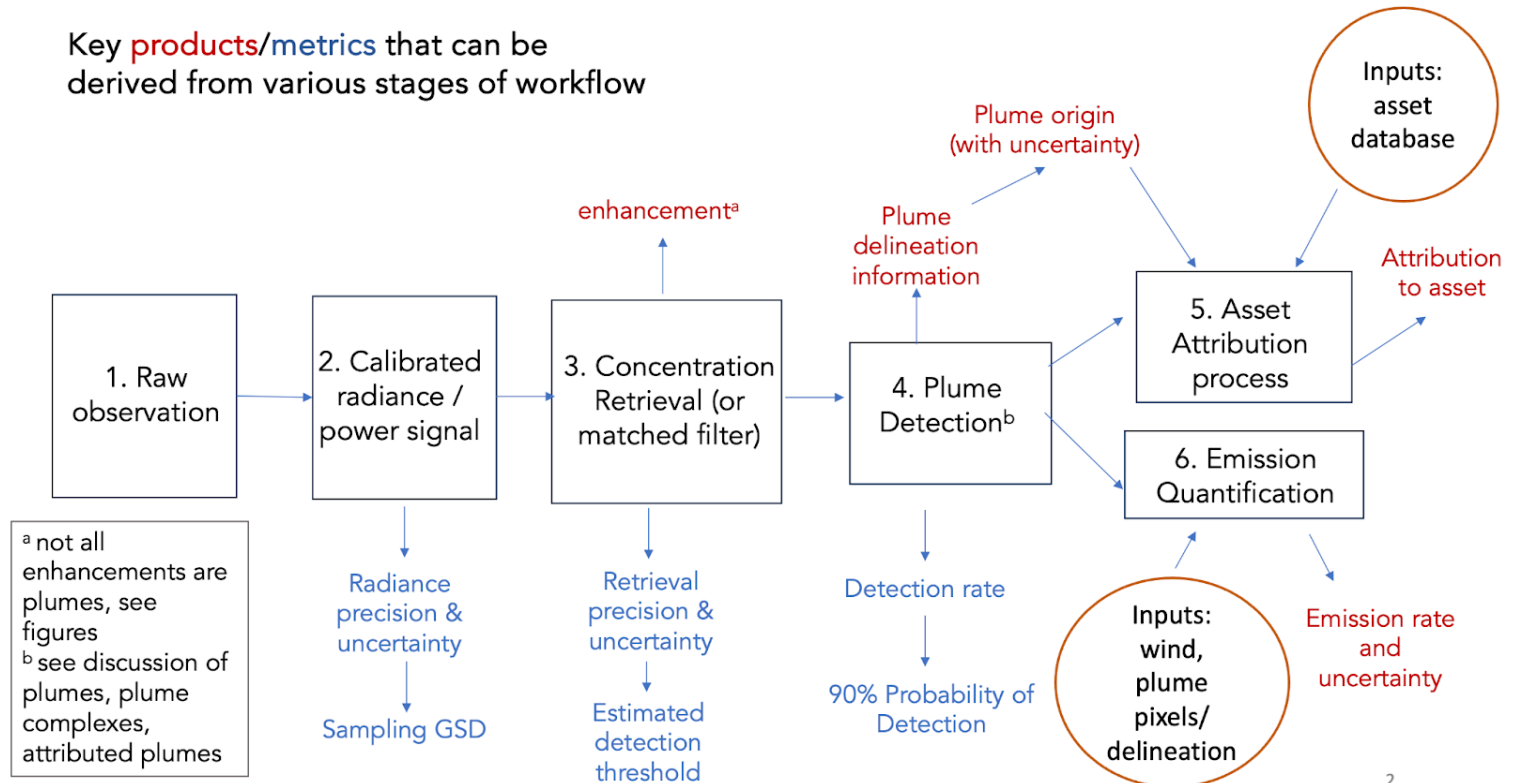 Key products/metrics that can be
derived from various stages of workflow
Inputs:
asset
database
Plume origin
(with uncertainty)
enhancementᵃ
Plume
delineation
information
Attribution
to asset
1. Raw
observation
2. Calibrated
radiance /
power signal
3. Concentration
Retrieval (or
matched filter)
4. Plume
Detectionᵇ
5. Asset
Attribution
process
6. Emission
Quantification
ᵃ not all
enhancements are
plumes, see
figures
ᵇ see discussion of
plumes, plume
complexes,
attributed plumes
Radiance
precision &
uncertainty
Sampling GSD
Retrieval
precision &
uncertainty
Estimated
detection
threshold
Detection rate
90% Probability of
Detection
Inputs:
wind,
plume
pixels/
delineation
Emission rate
and
uncertainty
2